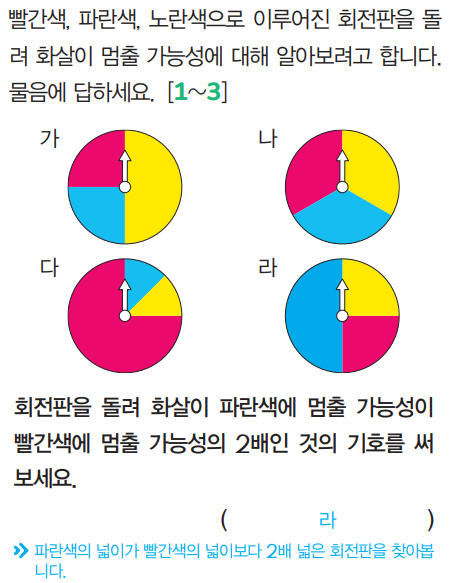 빨간색, 파란색, 노란색으로 이루어진 회전판을 돌
려 화살이 멈출 가능성에 대해 알아보려고 합니다.
물음에 답하세요. [1~3]
가
나
다
라
회전판을 돌려 화살이 파란색에 멈출 가능성이
빨간색에 멈출 가능성의 2배인 것의 기호를 써
보세요.
( 라 )
» 파란색의 넓이가 빨간색의 넓이보다 2배 넓은 회전판을 찾아봅
니다.